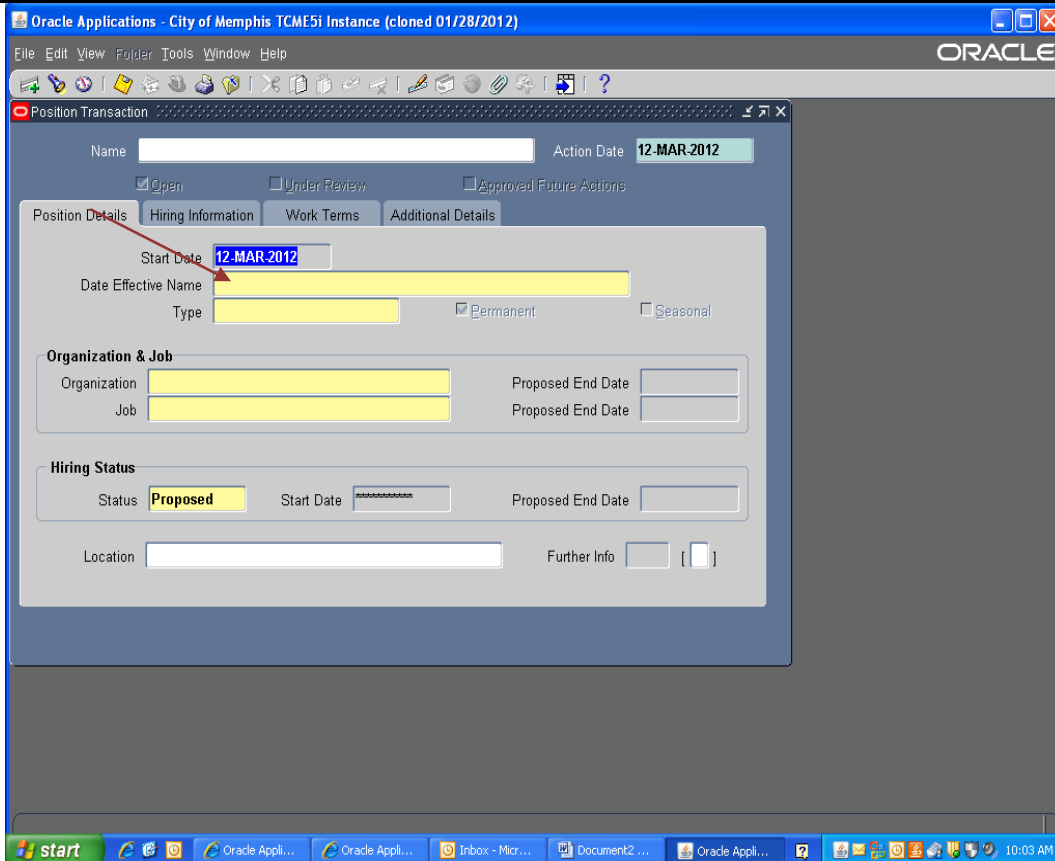 Oracle Applications - City of Memphis TCME5i Instance (cloned 01/28/2012)
File Edit View Folder Tools Window Help
ORACLE
Position Transaction
Name Action Date 12-MAR-2012
Open Under Review Approved Future Actions
Position Details Hiring Information Work Terms Additional Details
Start Date 12-MAR-2012
Date Effective Name
Type Permanent Seasonal
Organization & Job
Organization Proposed End Date
Job Proposed End Date
Hiring Status
Status Proposed Start Date *********** Proposed End Date
Location Further Info [ ]
start Oracle Appli... Oracle Appli... Inbox - Micr... Document2 ... Oracle Appli... 10:03 AM